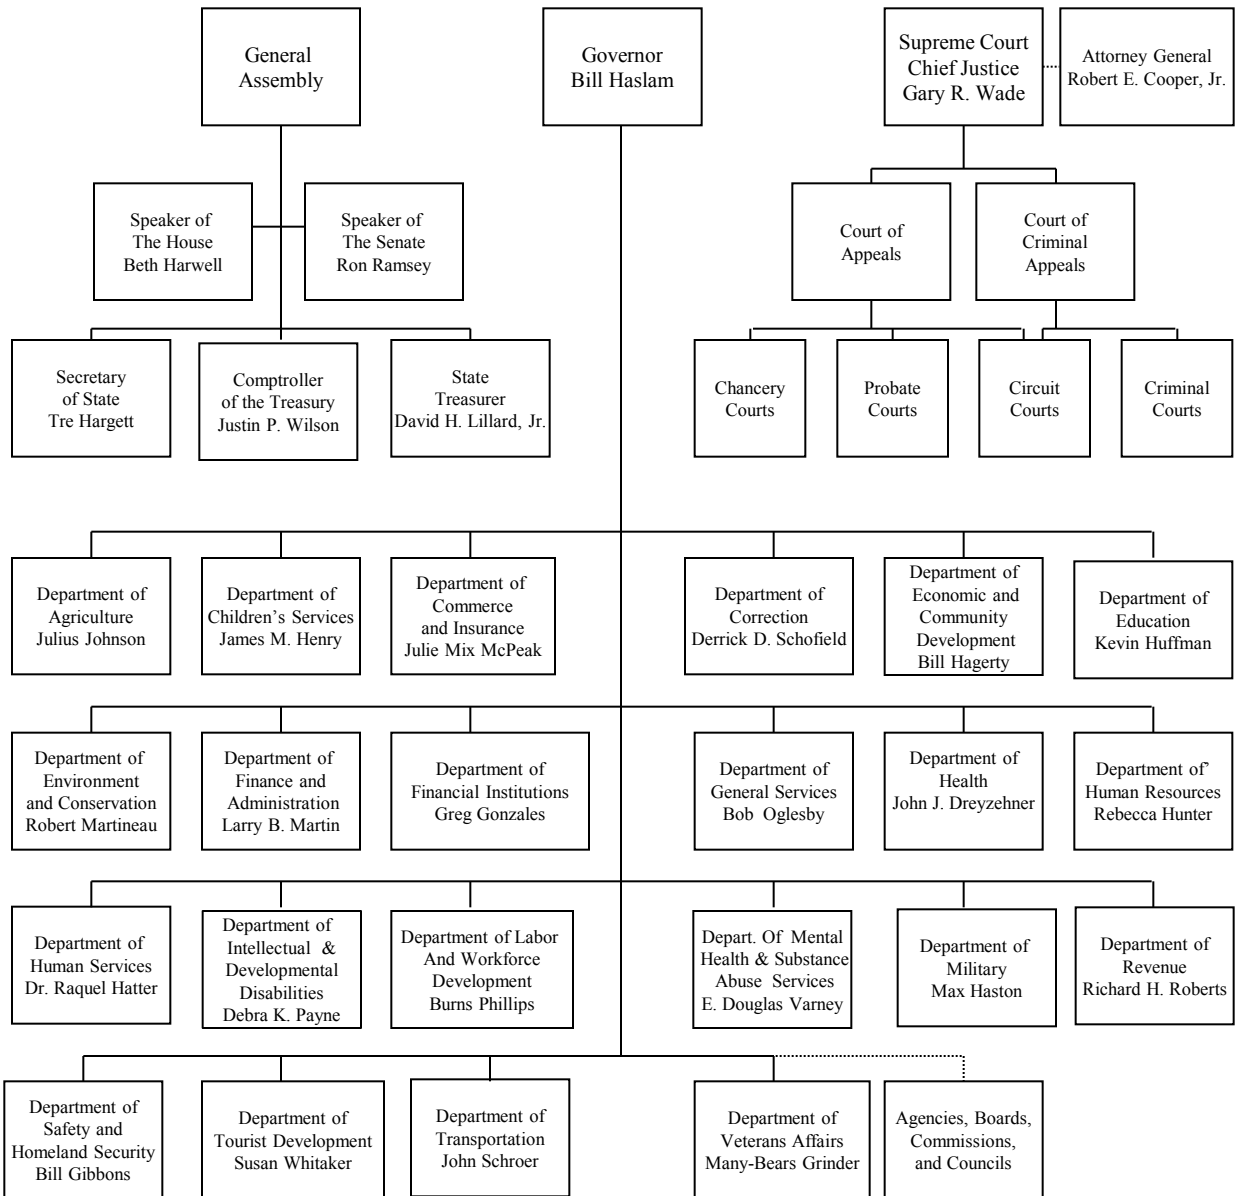 General
Assembly
Governor
Bill Haslam
Supreme Court
Chief Justice
Gary R. Wade
Attorney General
Robert E. Cooper, Jr.
Speaker of
The House
Beth Harwell
Speaker of
The Senate
Ron Ramsey
Court of
Appeals
Court of
Criminal
Appeals
Secretary
of State
Tre Hargett
Comptroller
of the Treasury
Justin P. Wilson
State
Treasurer
David H. Lillard, Jr.
Chancery
Courts
Probate
Courts
Circuit
Courts
Criminal
Courts
Department of
Agriculture
Julius Johnson
Department of
Children's Services
James M. Henry
Department of
Commerce
and Insurance
Julie Mix McPeak
Department of
Correction
Derrick D. Schofield
Department of
Economic and
Community
Development
Bill Hagerty
Department of
Education
Kevin Huffman
Department of
Environment
and Conservation
Robert Martineau
Department of
Finance and
Administration
Larry B. Martin
Department of
Financial Institutions
Greg Gonzales
Department of
General Services
Bob Oglesby
Department of
Health
John J. Dreyzehner
Department of'
Human Resources
Rebecca Hunter
Department of
Human Services
Dr. Raquel Hatter
Department of
Intellectual &
Developmental
Disabilities
Debra K. Payne
Department of Labor
And Workforce
Development
Burns Phillips
Depart. Of Mental
Health & Substance
Abuse Services
E. Douglas Varney
Department of
Military
Max Haston
Department of
Revenue
Richard H. Roberts
Department of
Safety and
Homeland Security
Bill Gibbons
Department of
Tourist Development
Susan Whitaker
Department of
Transportation
John Schroer
Department of
Veterans Affairs
Many-Bears Grinder
Agencies, Boards,
Commissions,
and Councils